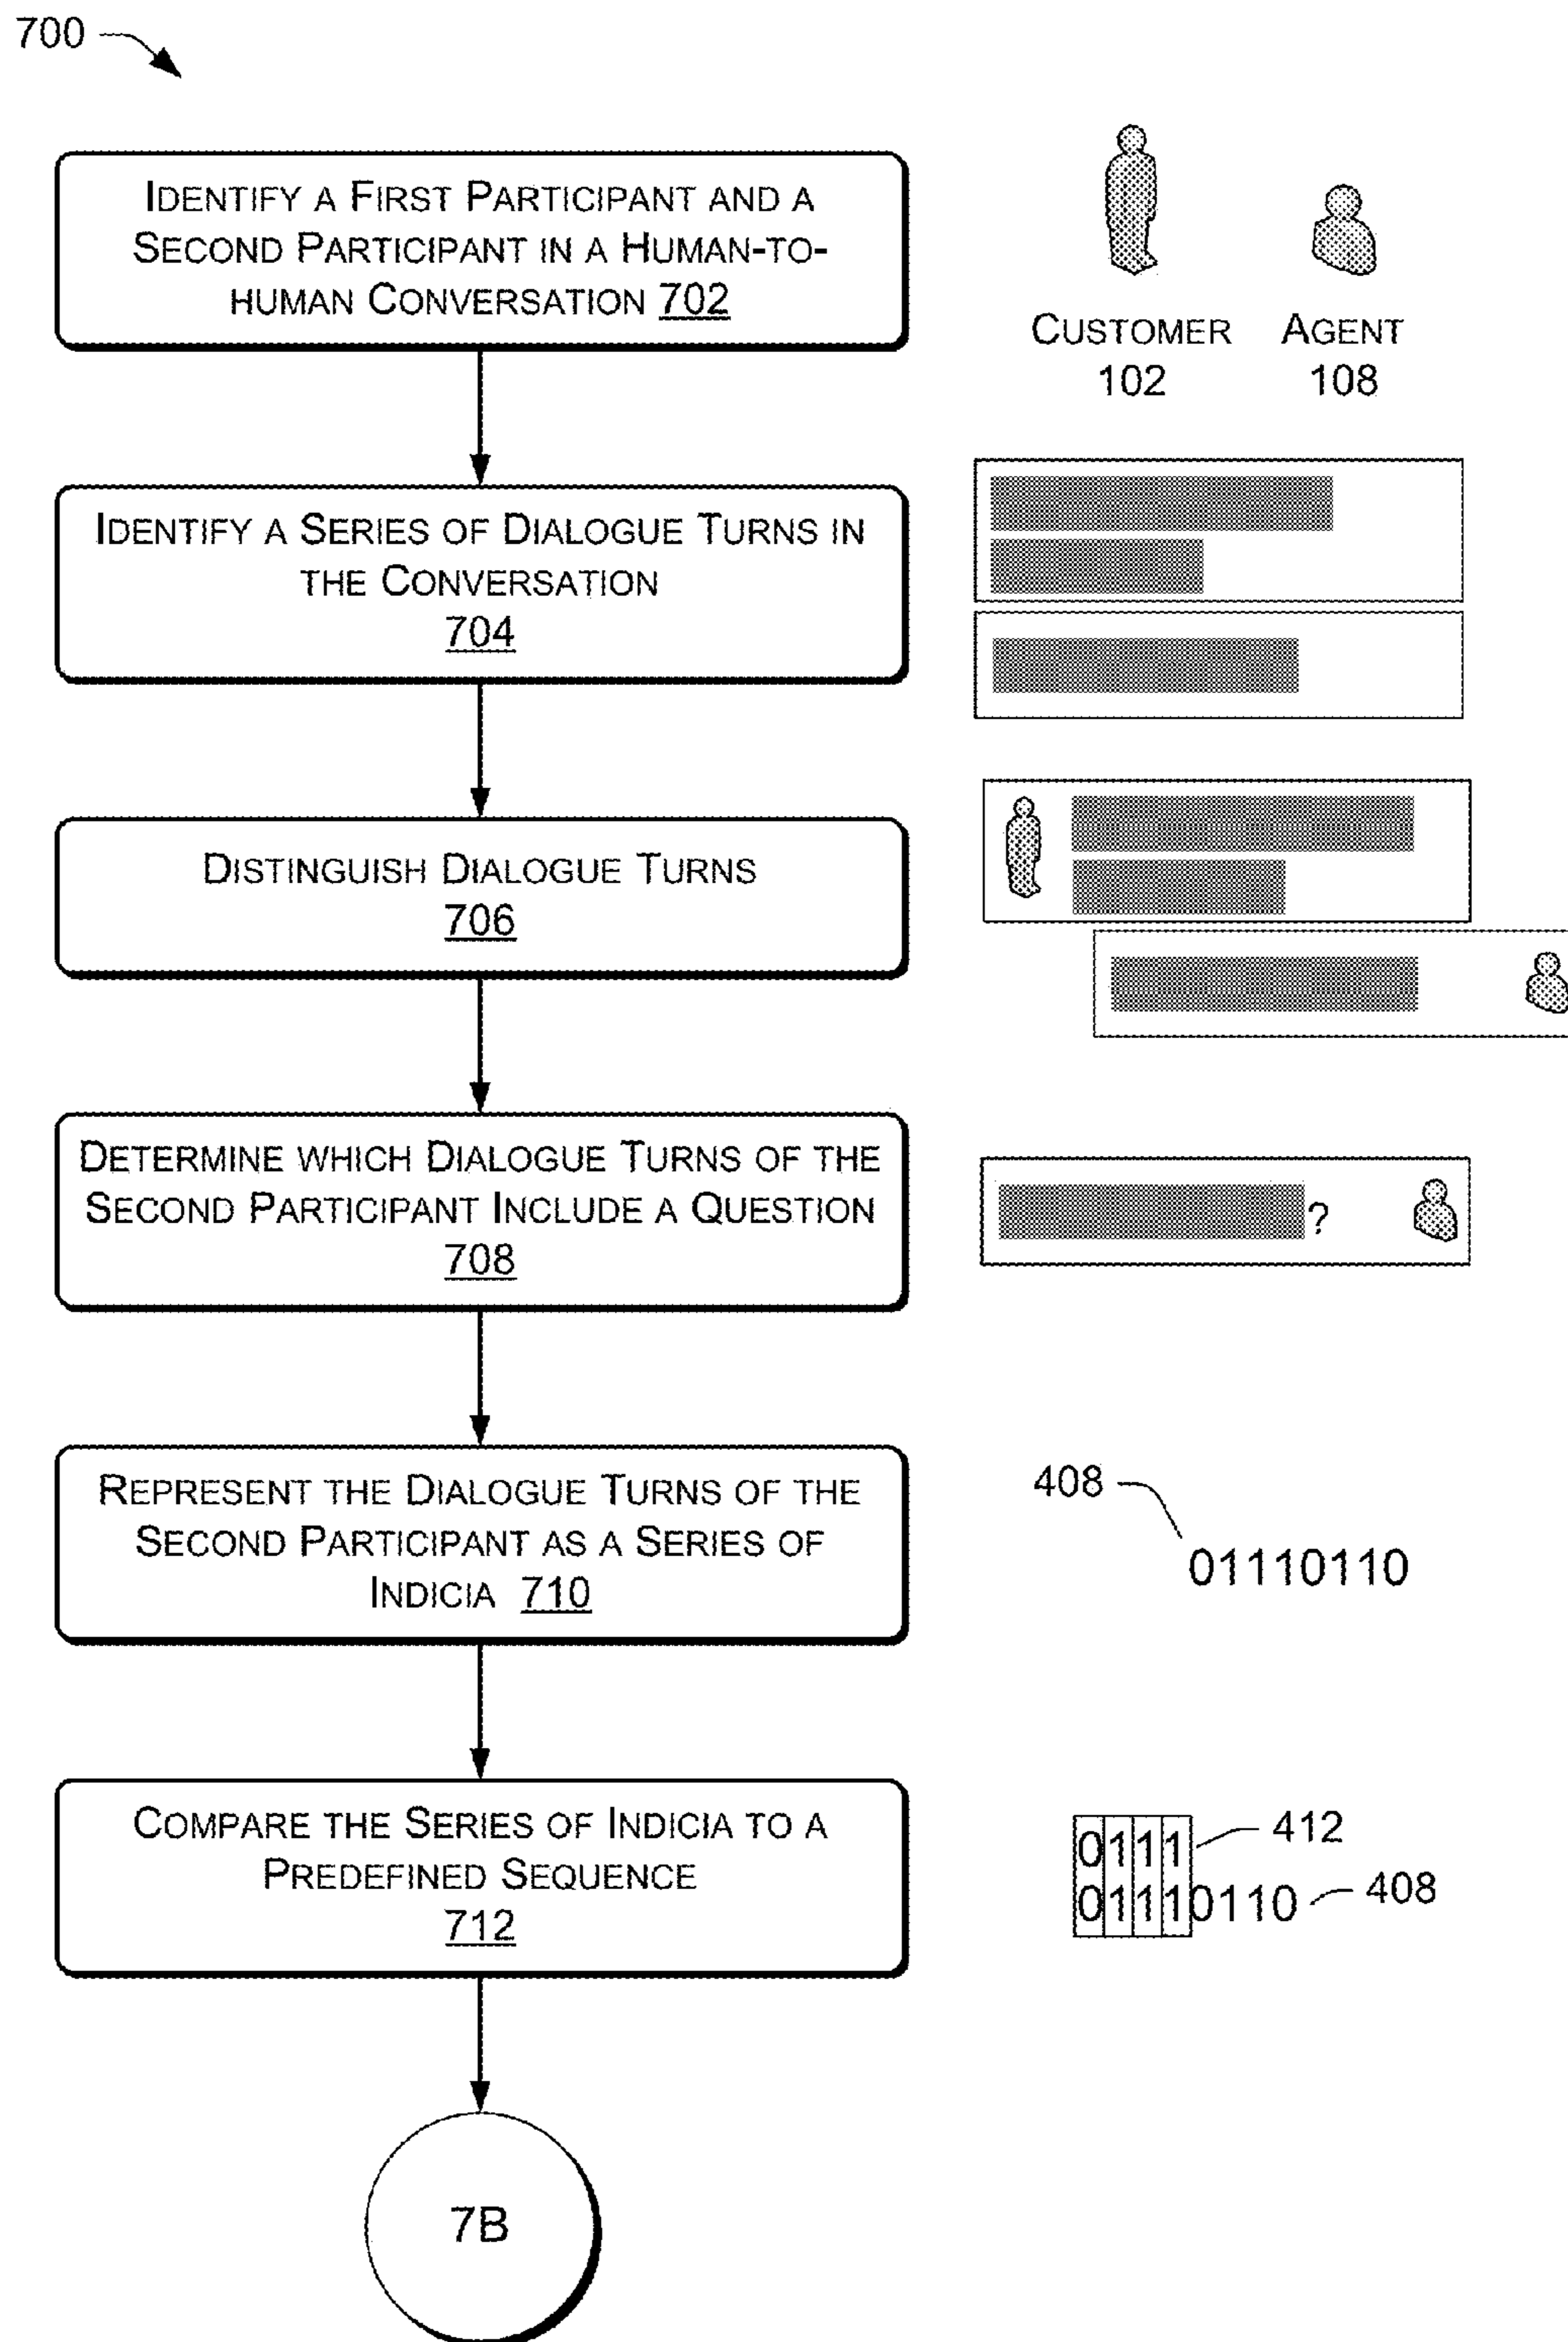 700
IDENTIFY A FIRST PARTICIPANT AND A
SECOND PARTICIPANT IN A HUMAN-TO-
HUMAN CONVERSATION 702
CUSTOMER
102
AGENT
108
IDENTIFY A SERIES OF DIALOGUE TURNS IN
THE CONVERSATION
704
DISTINGUISH DIALOGUE TURNS
706
DETERMINE WHICH DIALOGUE TURNS OF THE
SECOND PARTICIPANT INCLUDE A QUESTION
708
?
REPRESENT THE DIALOGUE TURNS OF THE
SECOND PARTICIPANT AS A SERIES OF
INDICIA 710
408
01110110
COMPARE THE SERIES OF INDICIA TO A
PREDEFINED SEQUENCE
712
0111 412
01110110 408
7B